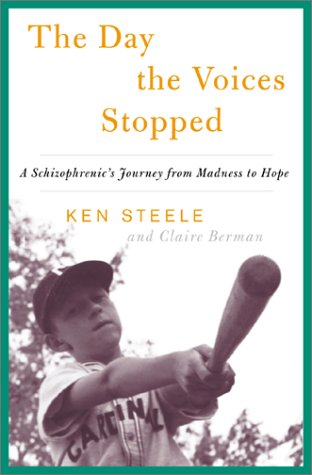 The Day
the Voices
Stopped
A Schizophrenic's Journey from Madness to Hope
KEN STEELE
and Claire Berman
CARDINAL